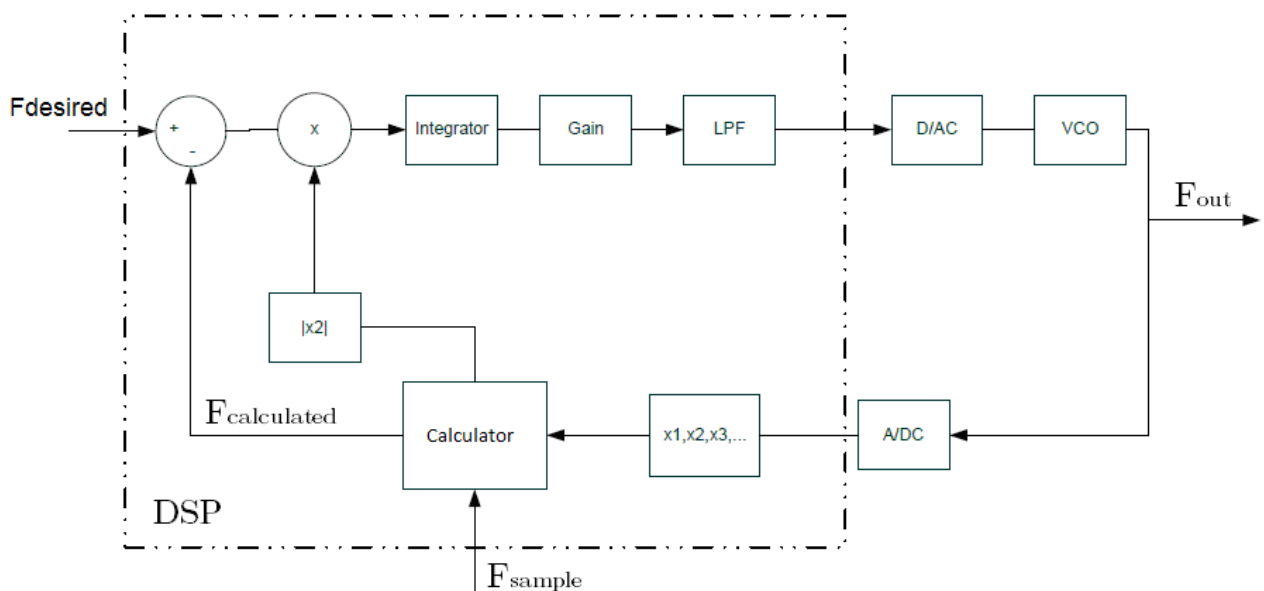 Fdesired
+
-
x
Integrator
Gain
LPF
D/AC
VCO
Fout
|x2|
Fcalculated
Calculator
x1,x2,x3,...
A/DC
DSP
Fsample